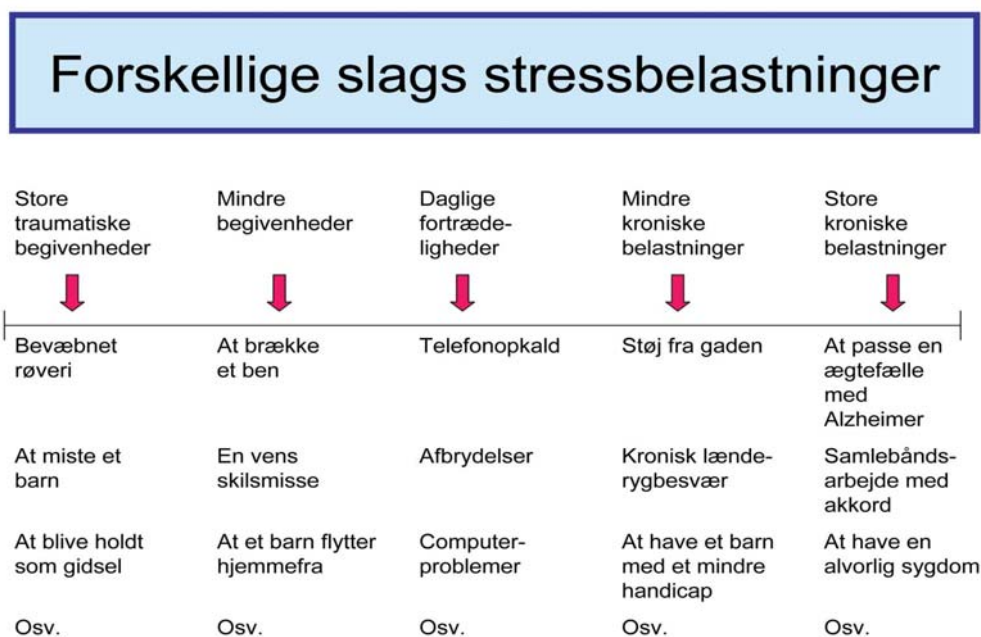 Forskellige slags stressbelastninger
Store
traumatiske
begivenheder
Mindre
begivenheder
Daglige
fortræde-
ligheder
Mindre
kroniske
belastninger
Store
kroniske
belastninger
Bevæbnet
røveri
At brække
et ben
Telefonopkald
Støj fra gaden
At passe en
ægtefælle
med
Alzheimer
At miste et
barn
En vens
skilsmisse
Afbrydelser
Kronisk lænde-
rygbesvær
Samlebånds-
arbejde med
akkord
At blive holdt
som gidsel
At et barn flytter
hjemmefra
Computer-
problemer
At have et barn
med et mindre
handicap
At have en
alvorlig sygdom
Osv.
Osv.
Osv.
Osv.
Osv.